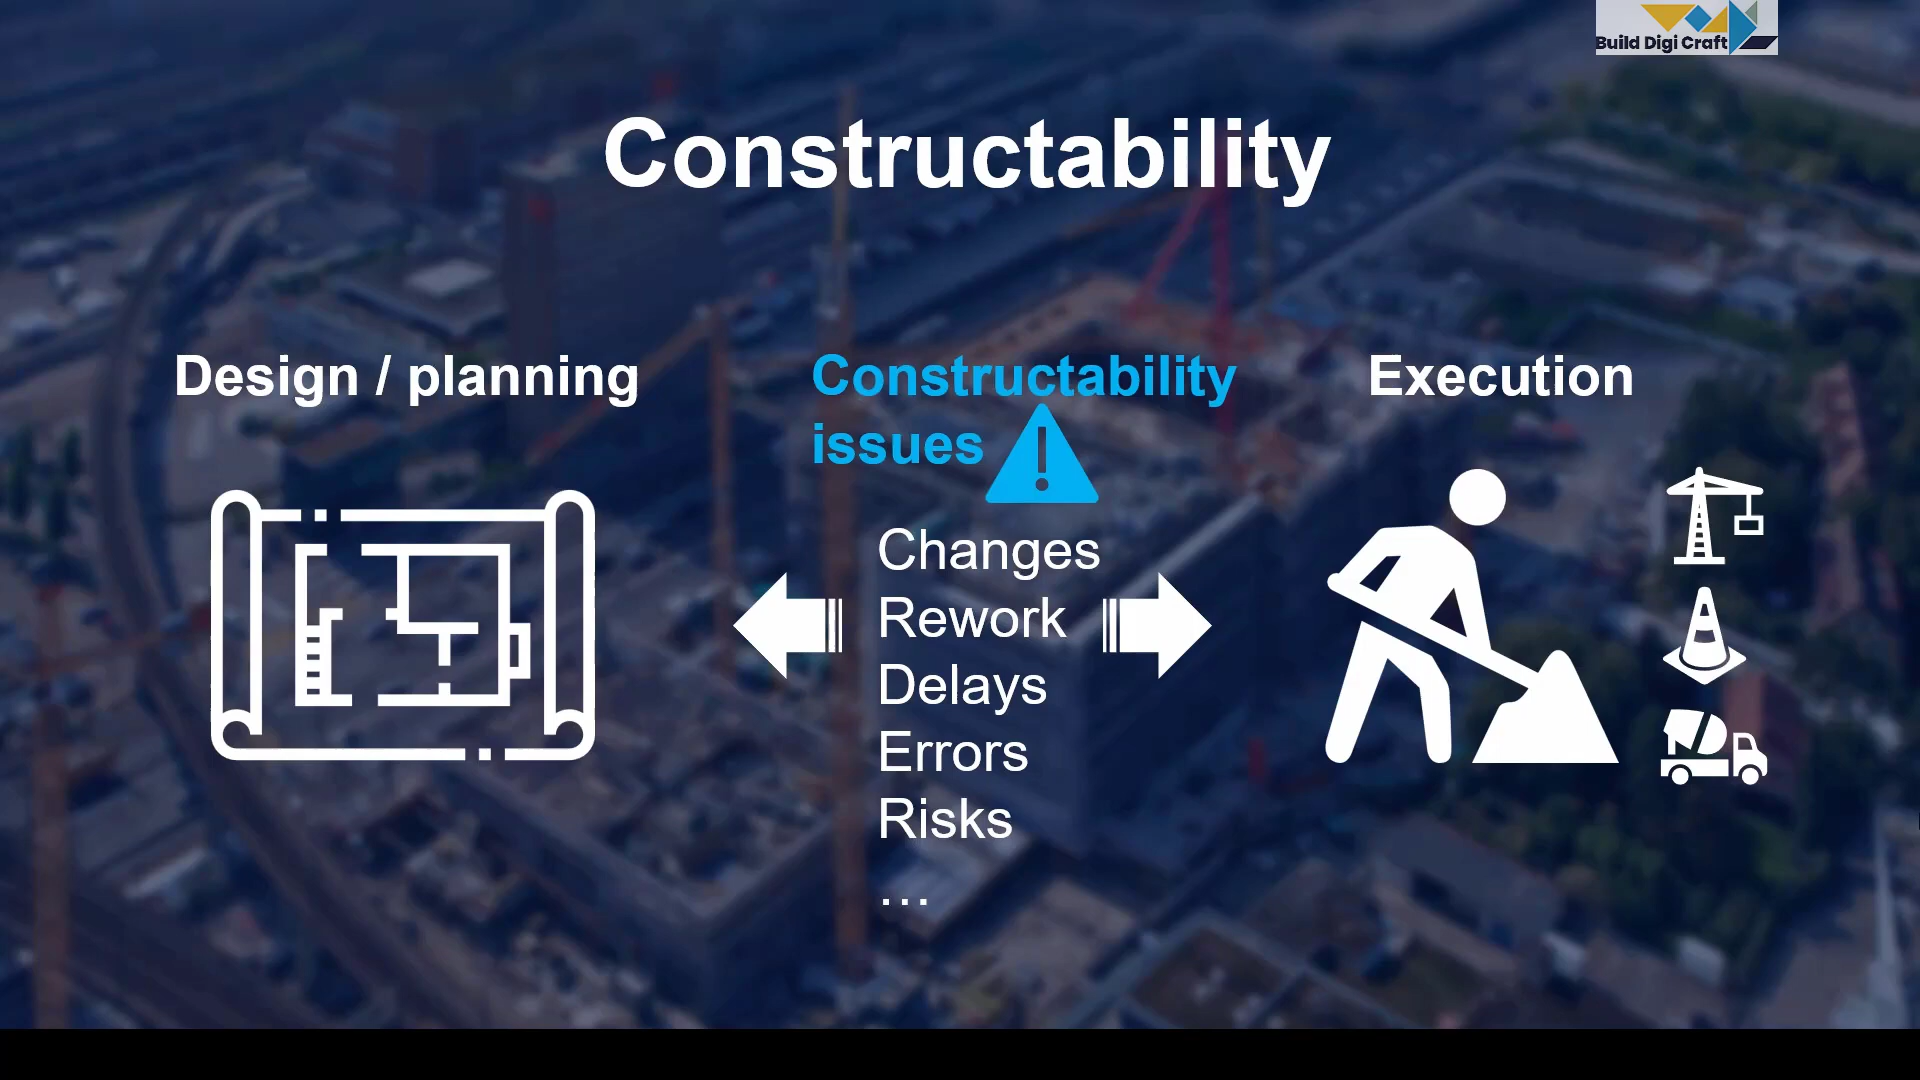 Build Digi Craft
Constructability
Design / planning
Constructability
issues
Changes
Rework
Delays
Errors
Risks
…
Execution